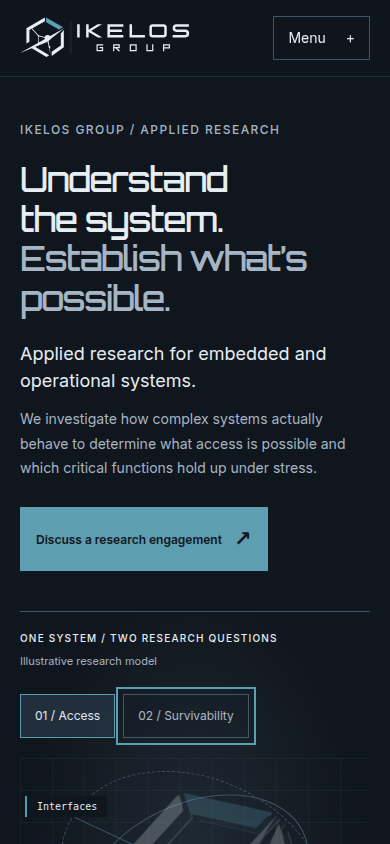 IKELOS
GROUP
Menu +
IKELOS GROUP / APPLIED RESEARCH
Understand
the system.
Establish what's
possible.
Applied research for embedded and
operational systems.
We investigate how complex systems actually
behave to determine what access is possible and
which critical functions hold up under stress.
Discuss a research engagement ↗
ONE SYSTEM / TWO RESEARCH QUESTIONS
Illustrative research model
01 / Access
02 / Survivability
Interfaces